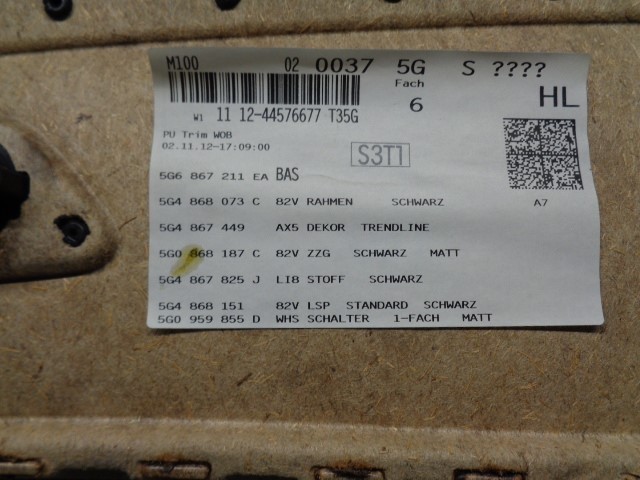 M100 02 0037 5G S ????
Fach
6
HL
W1 11 12-44576677 T35G
PU Trim WOB
02.11.12-17:09:00
S3T1
5G6 867 211 EA BAS
5G4 868 073 C 82V RAHMEN SCHWARZ A7
5G4 867 449 AX5 DEKOR TRENDLINE
5G0 868 187 C 82V ZZG SCHWARZ MATT
5G4 867 825 J LI8 STOFF SCHWARZ
5G4 868 151 82V LSP STANDARD SCHWARZ
5G0 959 855 D WHS SCHALTER 1-FACH MATT